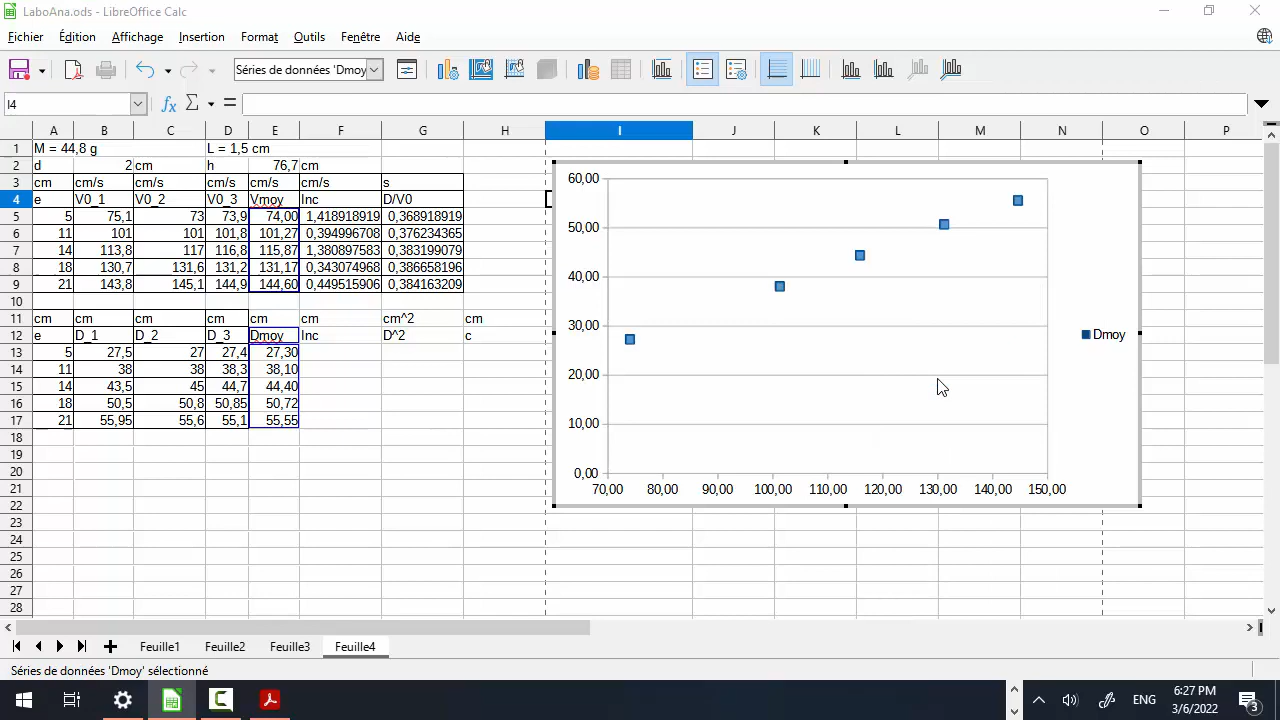 LaboAna.ods - LibreOffice Calc
Fichier Édition Affichage Insertion Format Outils Fenêtre Aide
Séries de données 'Dmoy
I4
A B C D E F G H I J K L M N O P
1 M = 44,8 g L = 1,5 cm
2 d 2 cm h 76,7 cm
3 cm cm/s cm/s cm/s cm/s cm/s s
4 e V0_1 V0_2 V0_3 Vmoy Inc D/V0
5 5 75,1 73 73,9 74,00 1,418918919 0,368918919
6 11 101 101 101,8 101,27 0,394996708 0,376234365
7 14 113,8 117 116,8 115,87 1,380897583 0,383199079
8 18 130,7 131,6 131,2 131,17 0,343074968 0,386658196
9 21 143,8 145,1 144,9 144,60 0,449515906 0,384163209
10
11 cm cm cm cm cm cm cm^2 cm
12 e D_1 D_2 D_3 Dmoy Inc D^2 c
13 5 27,5 27 27,4 27,30
14 11 38 38 38,3 38,10
15 14 43,5 45 44,7 44,40
16 18 50,5 50,8 50,85 50,72
17 21 55,95 55,6 55,1 55,55
18
19
20
21
22
23
24
25
26
27
28
60,00
50,00
40,00
30,00
20,00
10,00
0,00
70,00 80,00 90,00 100,00 110,00 120,00 130,00 140,00 150,00
Dmoy
Feuille1 Feuille2 Feuille3 Feuille4
Séries de données 'Dmoy' sélectionné
ENG
6:27 PM
3/6/2022
3